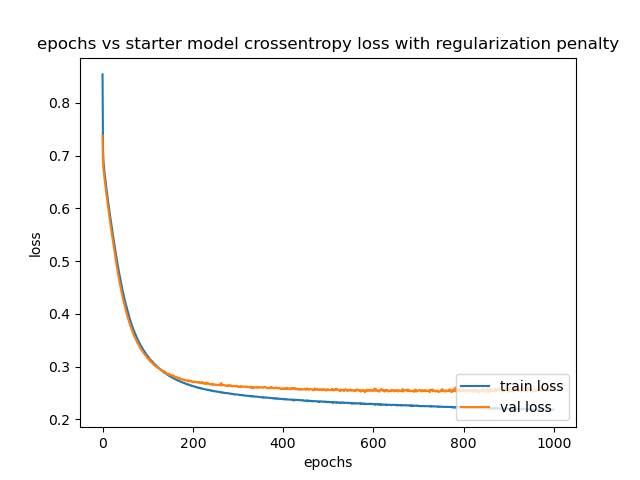 epochs vs starter model crossentropy loss with regularization penalty
0.8
0.7
0.6
0.5
0.4
0.3
0.2
loss
train loss
val loss
0 200 400 600 800 1000
epochs